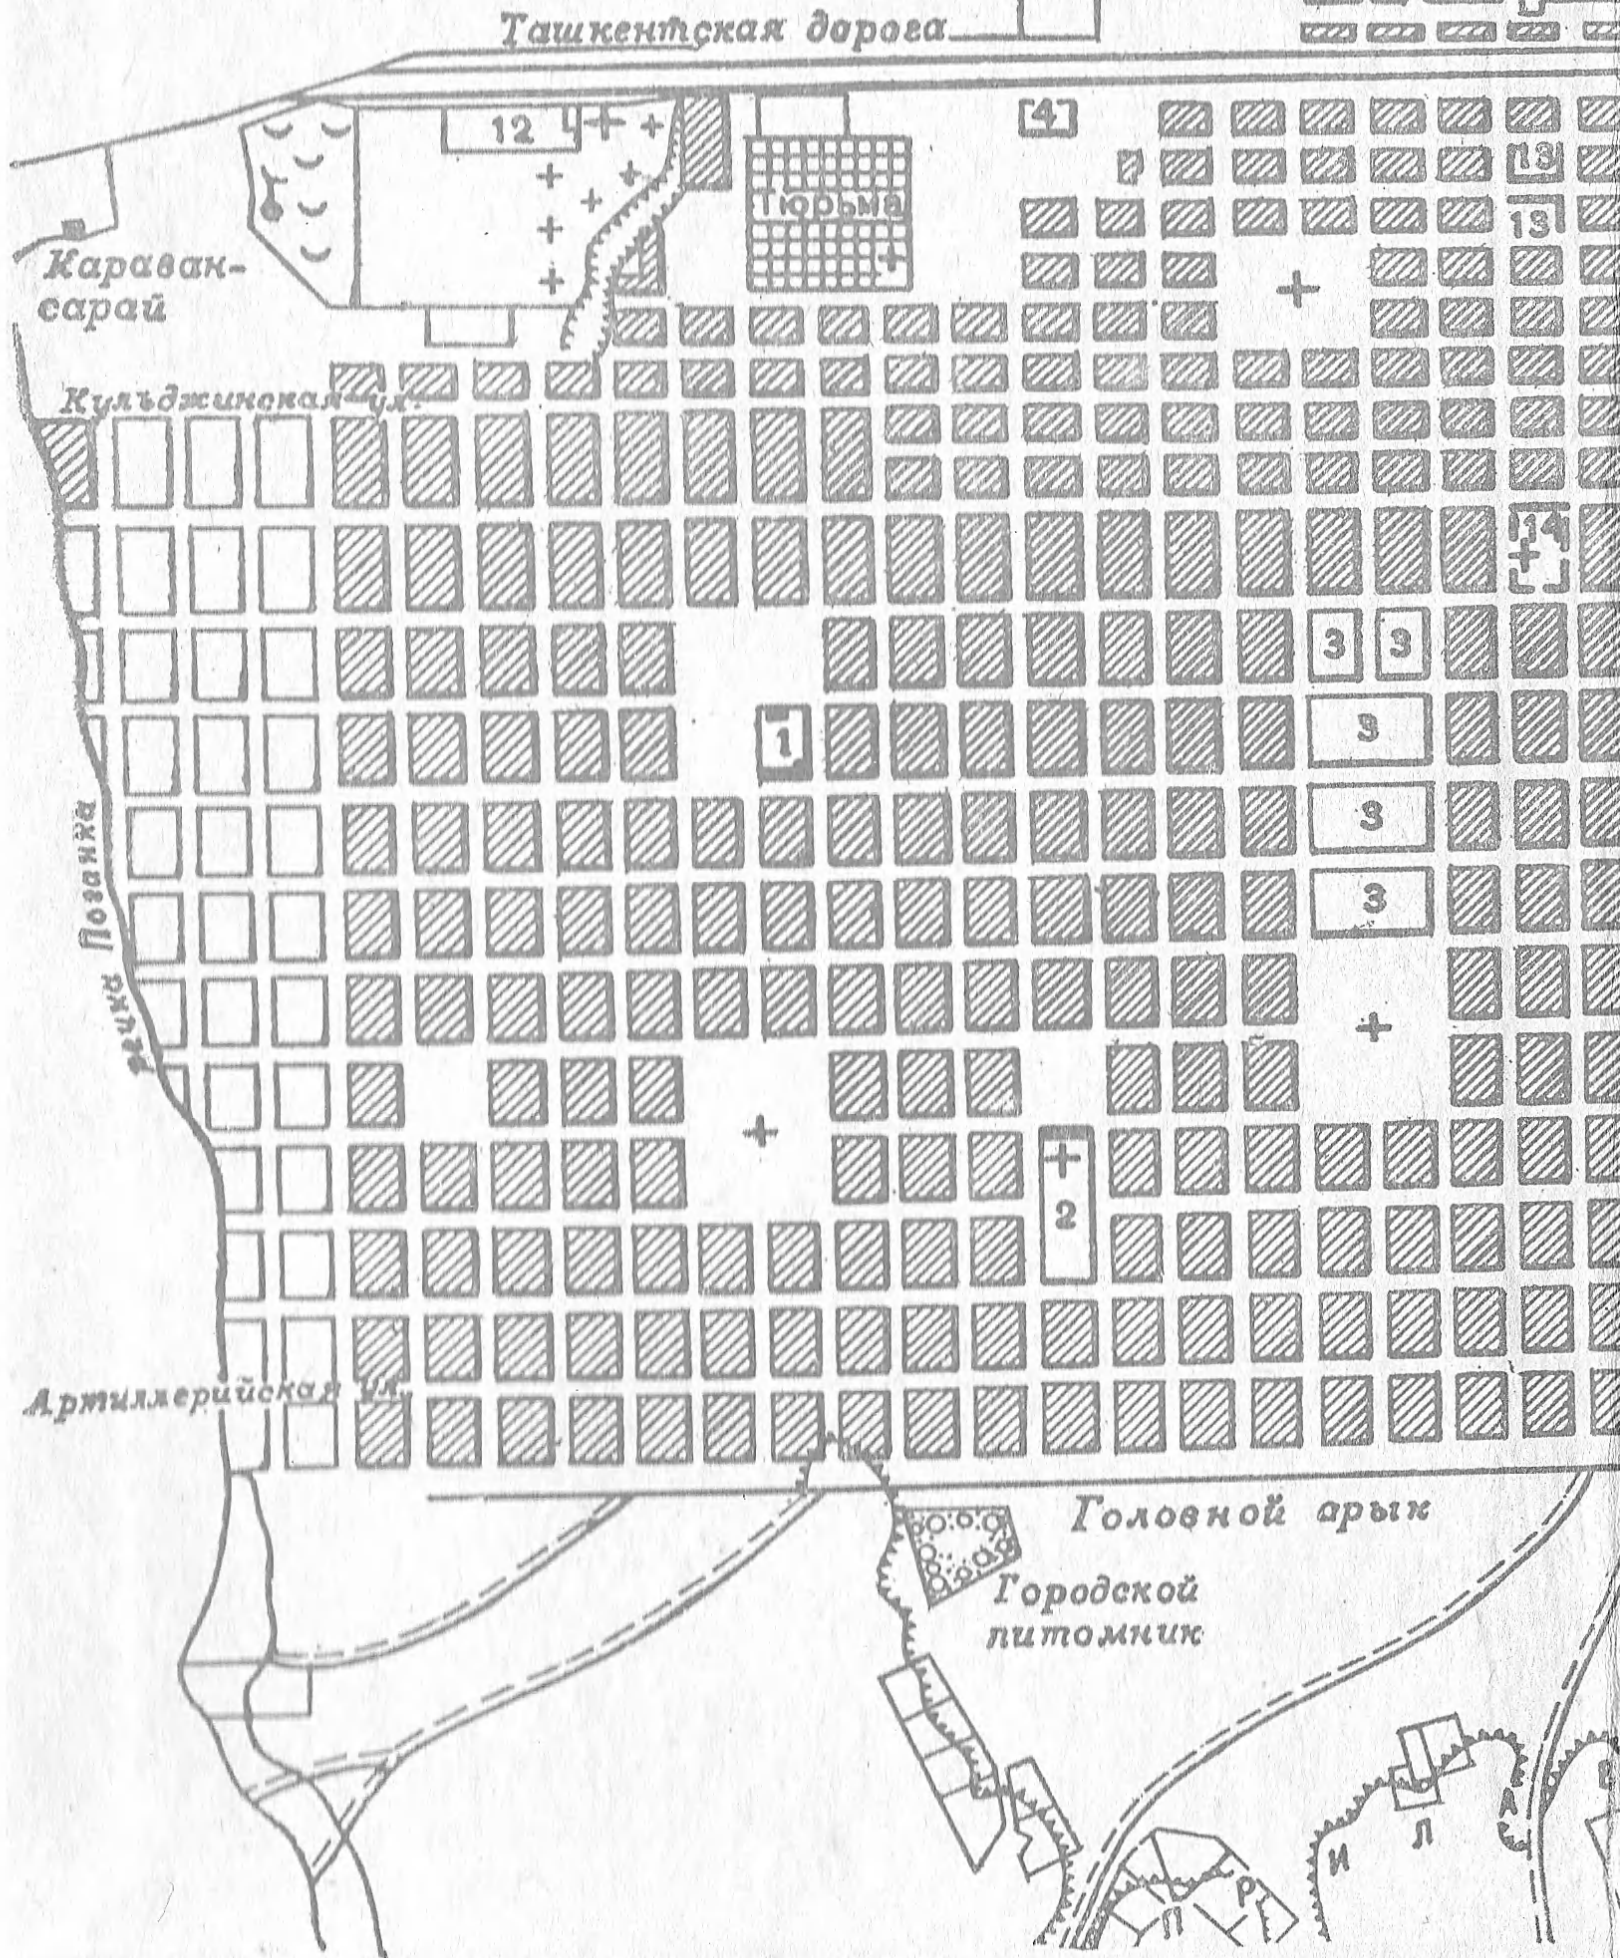 Ташкентская дорога
12
4
13
Тюрьма
13
Караван-
сарай
Кульджинская ул.
14
3
3
1
3
3
3
речка Поганка
2
Артиллерийская ул.
Головной арык
Городской
питомник
Л
И
П
Р